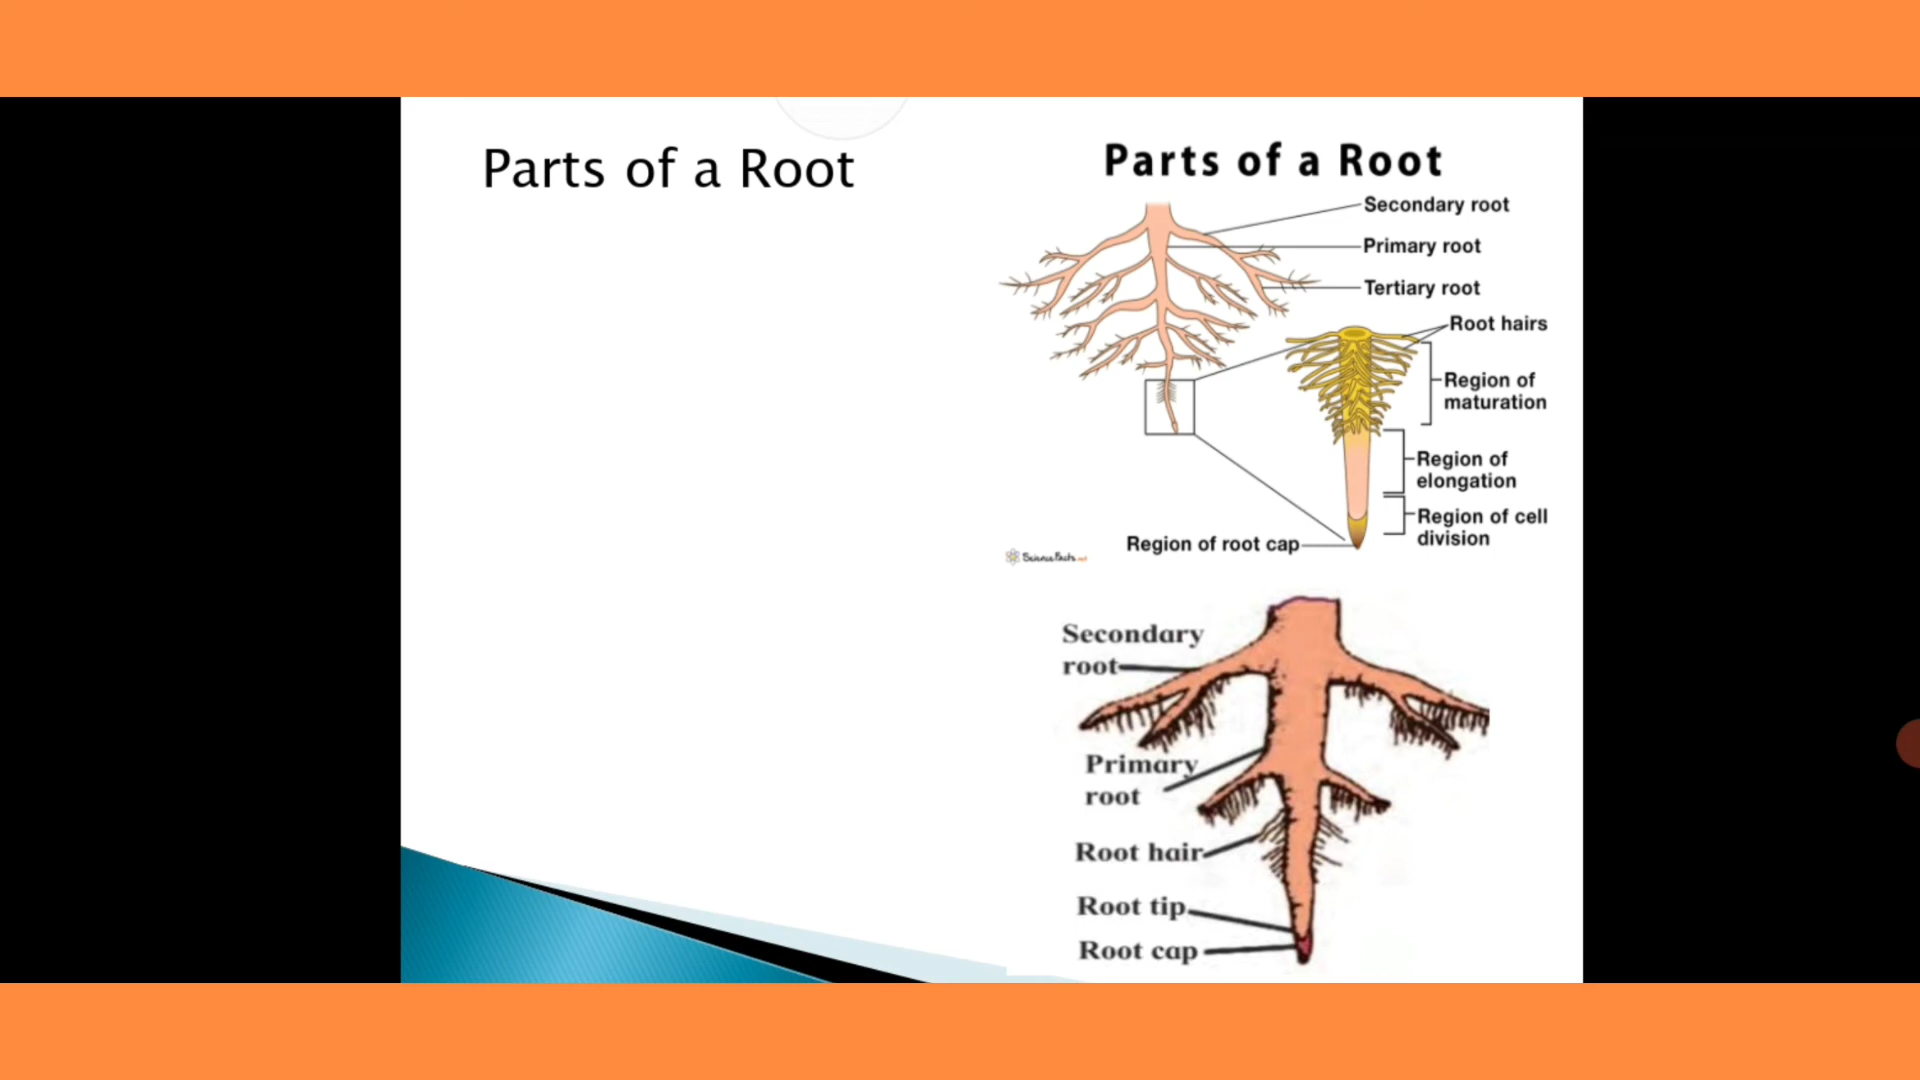 Parts of a Root
Parts of a Root
Secondary root
Primary root
Tertiary root
Root hairs
Region of
maturation
Region of
elongation
Region of cell
division
Region of root cap
ScienceFacts.net
Secondary
root
Primary
root
Root hair
Root tip
Root cap